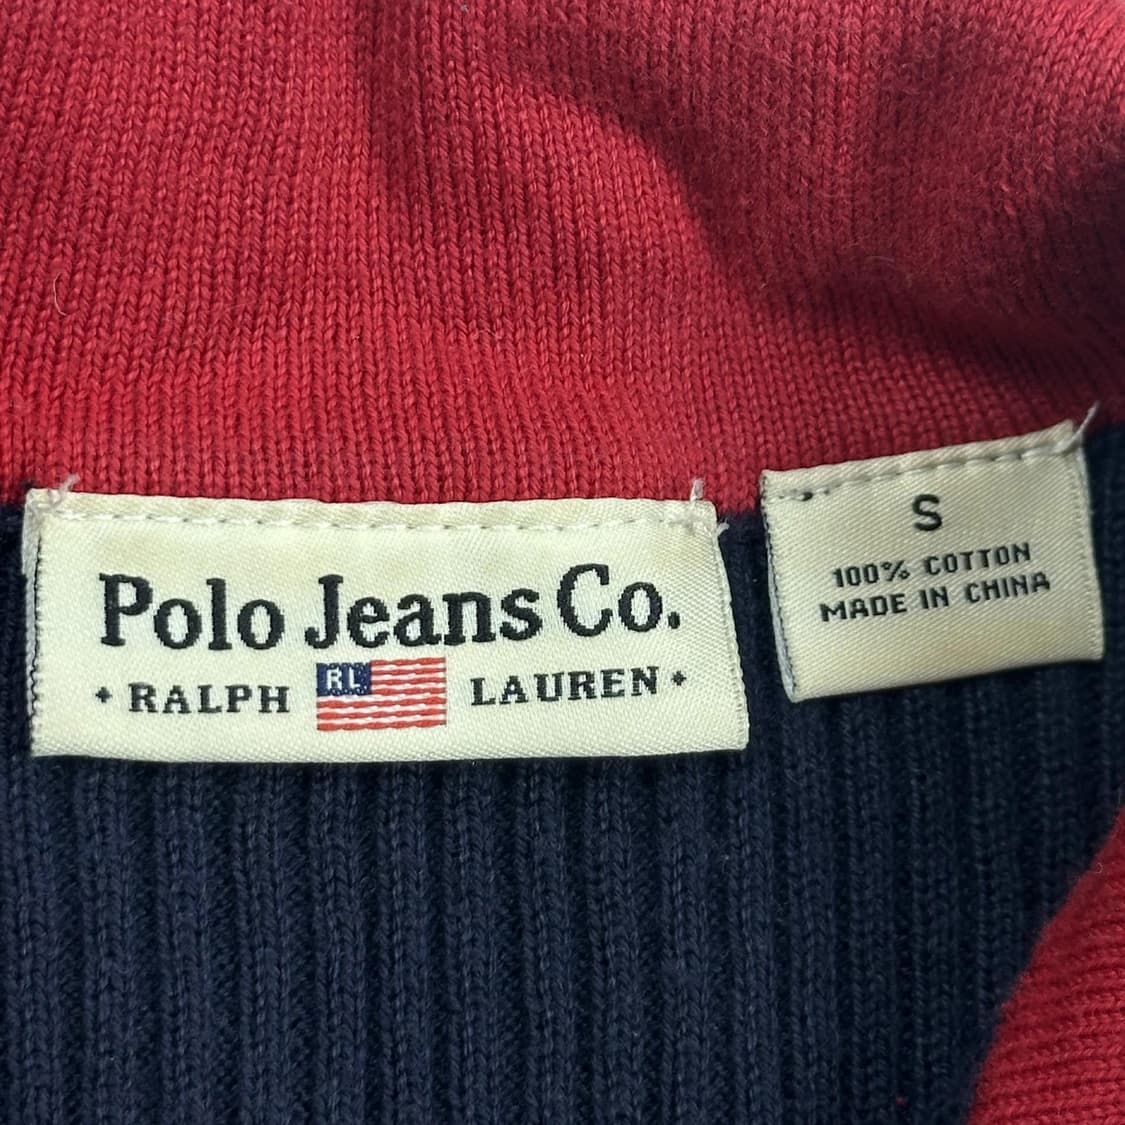 Polo Jeans Co.
• RALPH RL LAUREN •
S
100% COTTON
MADE IN CHINA